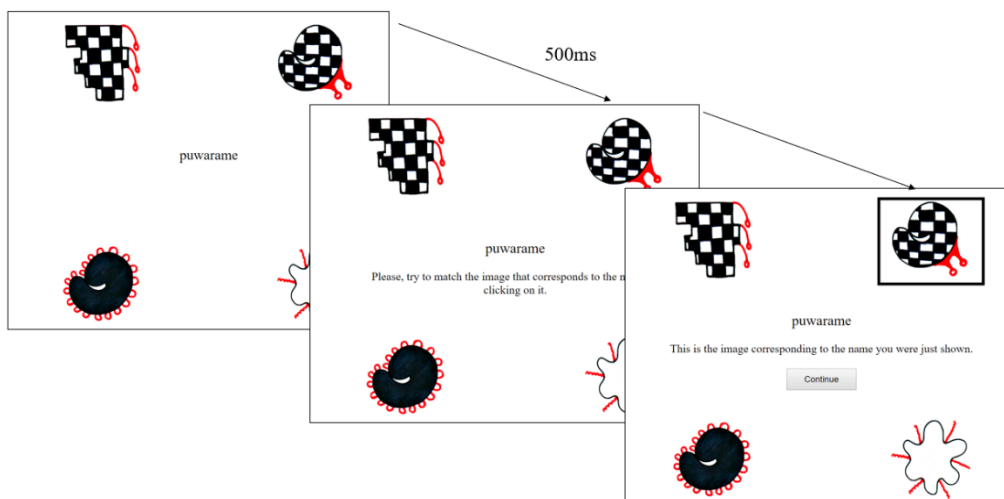 500ms
puwarame
puwarame
Please, try to match the image that corresponds to the
clicking on it.
puwarame
This is the image corresponding to the name you were just shown.
Continue